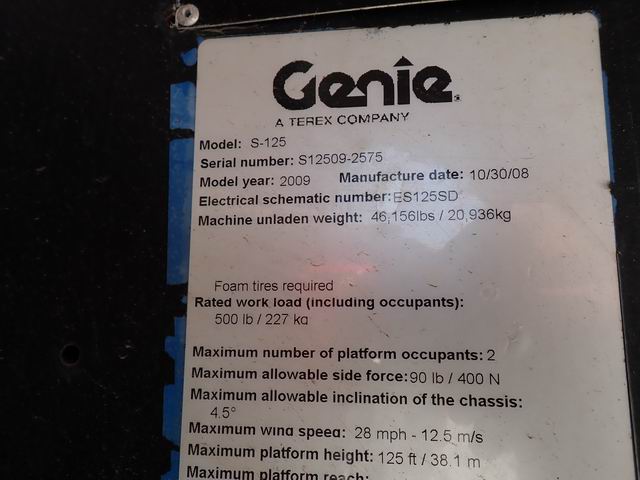 Genie
A TEREX COMPANY
Model: S-125
Serial number: S12509-2575
Model year: 2009 Manufacture date: 10/30/08
Electrical schematic number: ES125SD
Machine unladen weight: 46,156lbs / 20,936kg
Foam tires required
Rated work load (including occupants):
500 lb / 227 kg
Maximum number of platform occupants: 2
Maximum allowable side force: 90 lb / 400 N
Maximum allowable inclination of the chassis:
4.5°
Maximum wind speed: 28 mph - 12.5 m/s
Maximum platform height: 125 ft / 38.1 m
Maximum platform reach: